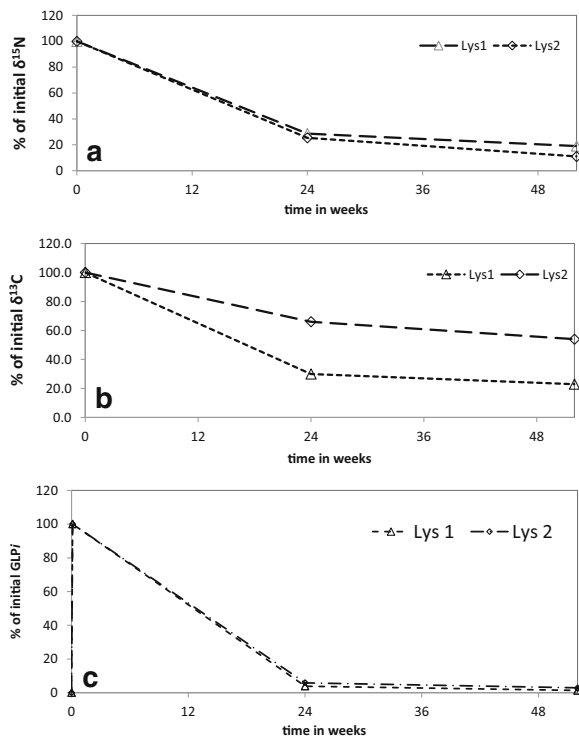 120
100
80
60
40
20
0
% of initial δ¹⁵N
a
Lys1 Lys2
0 12 24 36 48
time in weeks
120.0
100.0
80.0
60.0
40.0
20.0
0.0
% of initial δ¹³C
b
Lys1 Lys2
0 12 24 36 48
time in weeks
120
100
80
60
40
20
0
% of initial GLPi
c
Lys 1 Lys 2
0 12 24 36 48
time in weeks